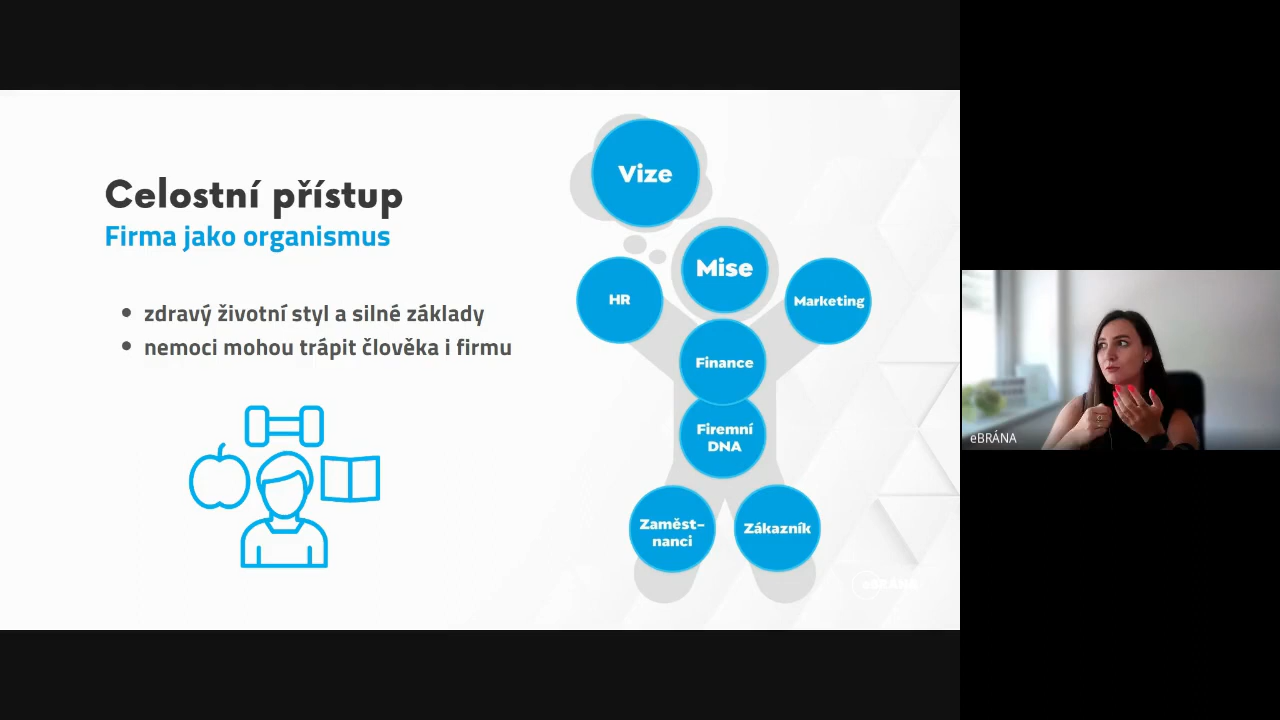 Celostní přístup
Firma jako organismus
zdravý životní styl a silné základy
nemoci mohou trápit člověka i firmu
Vize
Mise
HR
Marketing
Finance
Firemní
DNA
Zaměst-
nanci
Zákazník
eBRÁNA
eBRÁNA